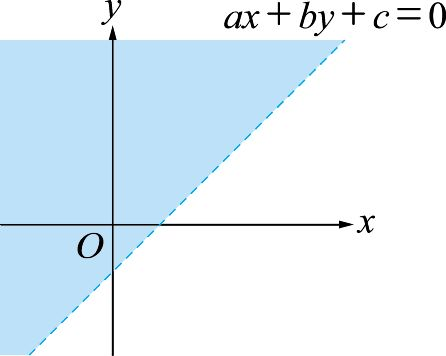 y
ax + by + c = 0
x
O